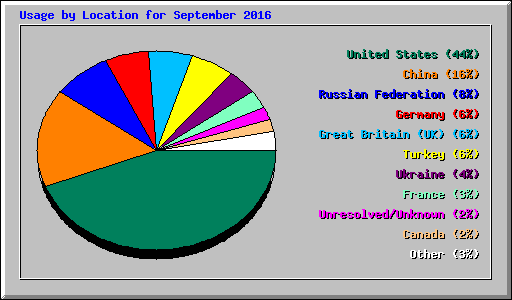 Usage by Location for September 2016
United States (44%)
China (16%)
Russian Federation (8%)
Germany (6%)
Great Britain (UK) (6%)
Turkey (6%)
Ukraine (4%)
France (3%)
Unresolved/Unknown (2%)
Canada (2%)
Other (3%)